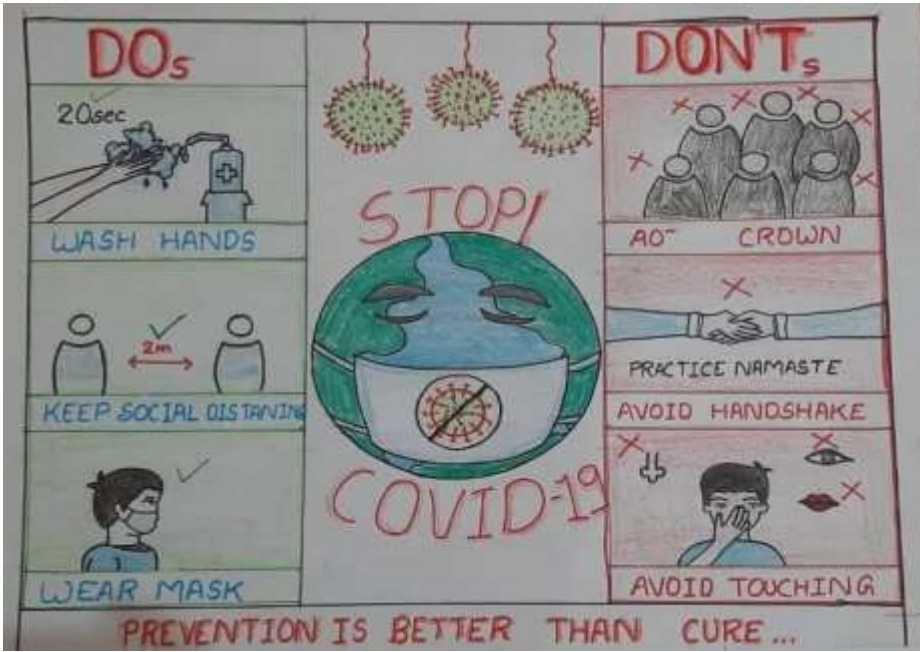 DOs
20sec
WASH HANDS
2m
KEEP SOCIAL DISTANING
WEAR MASK
STOP!
COVID-19
DON'Ts
CROWN
PRACTICE NAMASTE
AVOID HANDSHAKE
AVOID TOUCHING
PREVENTION IS BETTER THAN CURE...